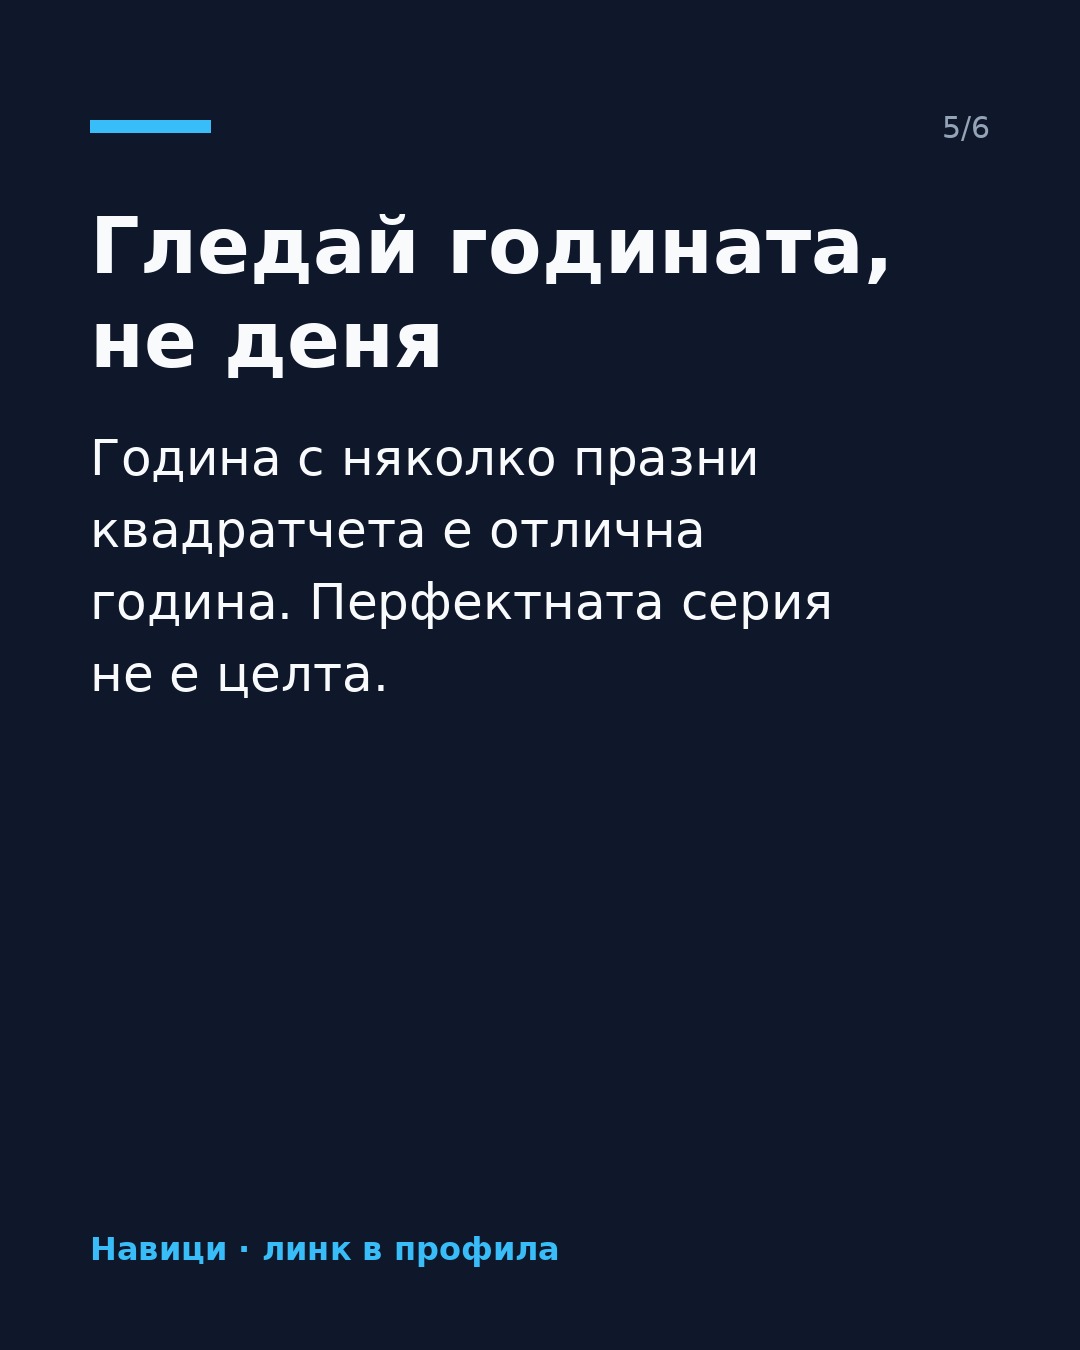 5/6
Гледай годината,
не деня
Година с няколко празни
квадратчета е отлична
година. Перфектната серия
не е целта.
Навици · линк в профила